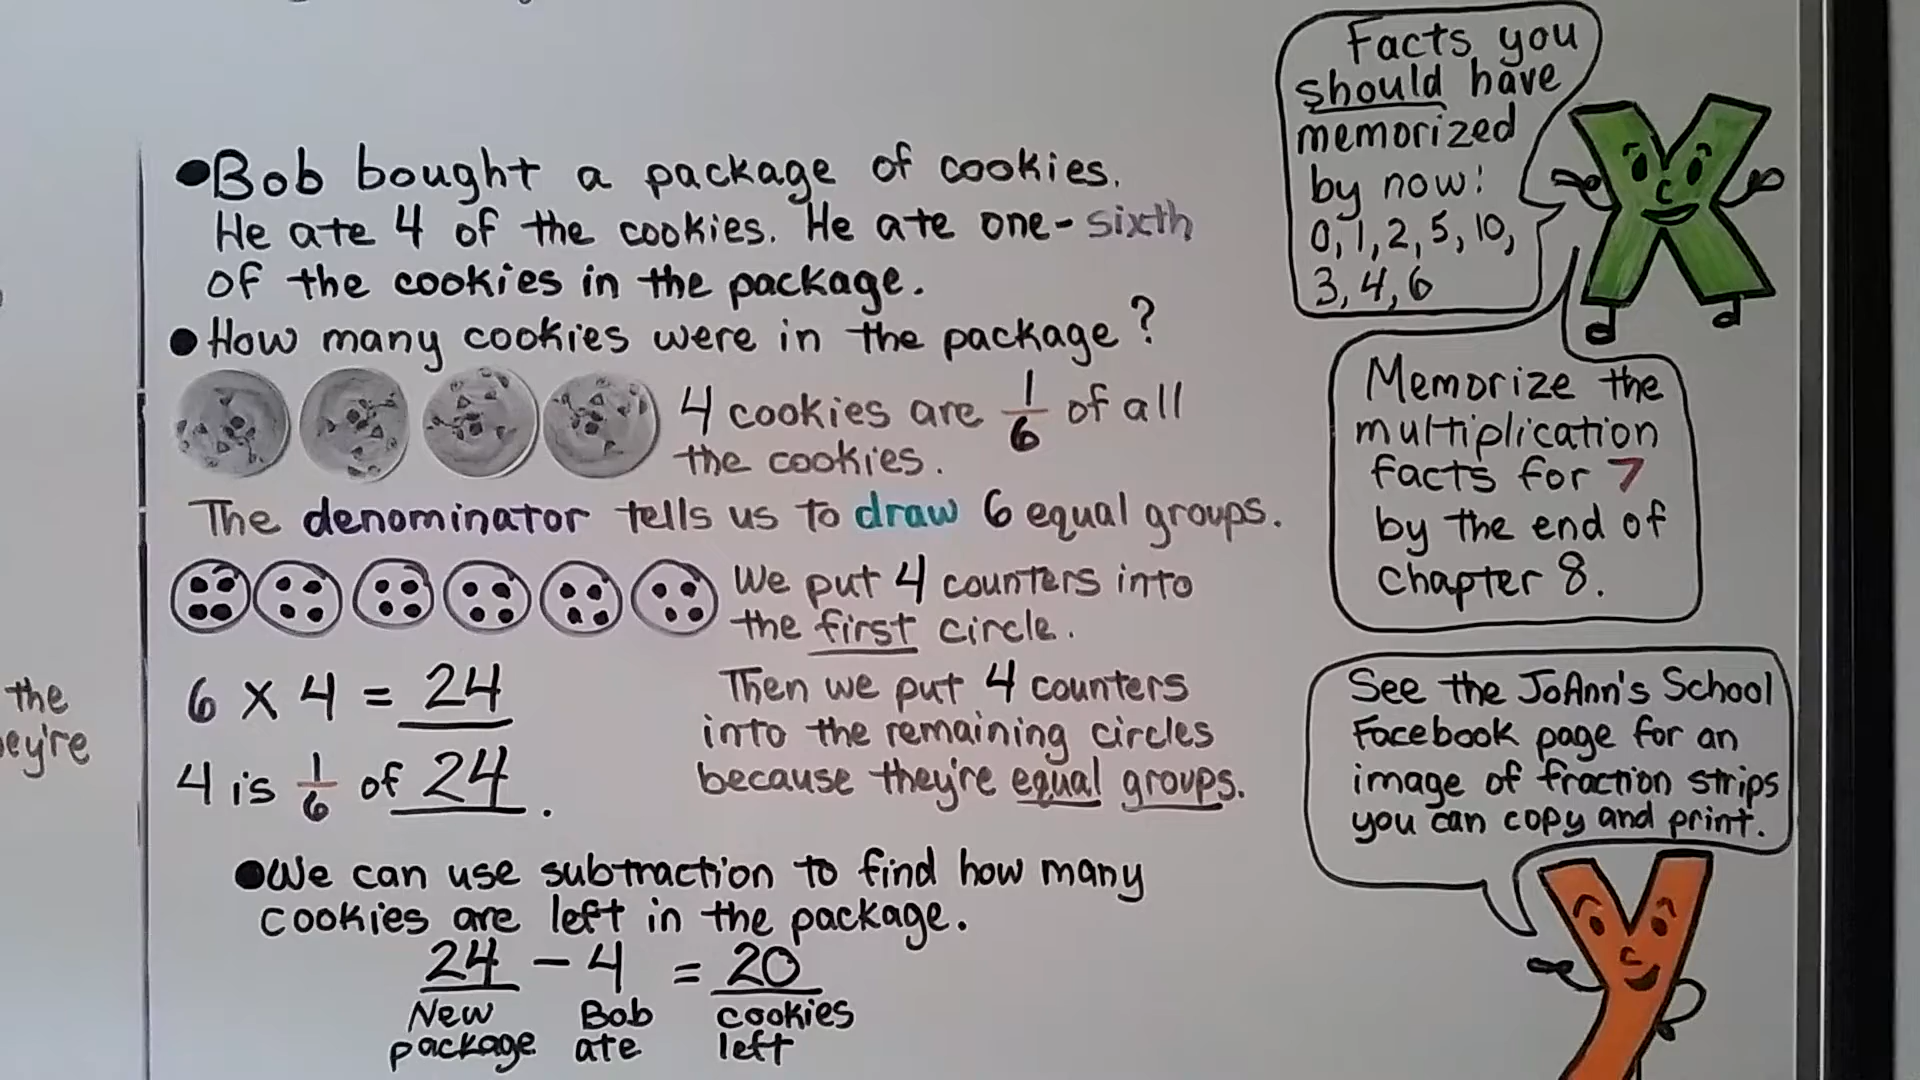 ●Bob bought a package of cookies.
He ate 4 of the cookies. He ate one-sixth
of the cookies in the package.
●How many cookies were in the package?
4 cookies are 1/6 of all
the cookies.
The denominator tells us to draw 6 equal groups.
We put 4 counters into
the first circle.
6 x 4 = 24
Then we put 4 counters
into the remaining circles
because they're equal groups.
4 is 1/6 of 24.
●We can use subtraction to find how many
cookies are left in the package.
24 - 4 = 20
New package
Bob ate
cookies left
Facts you
should have
memorized
by now:
0, 1, 2, 5, 10,
3, 4, 6
Memorize the
multiplication
facts for 7
by the end of
Chapter 8.
See the JoAnn's School
Facebook page for an
image of fraction strips
you can copy and print.
the